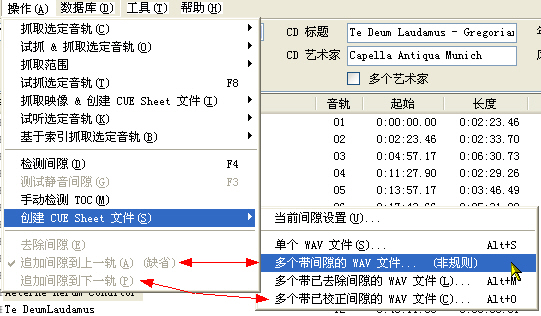 操作(A) 数据库(D) 工具(T) 帮助(H)
抓取选定音轨(C)
试抓 & 抓取选定音轨(O)
抓取范围
试抓选定音轨(T) F8
抓取映像 & 创建 CUE Sheet 文件(I)
试听选定音轨(Y)
基于索引抓取选定音轨(B)
检测间隙(D) F4
测试静音间隙(G) F3
手动检测 TOC(M)
创建 CUE Sheet 文件(S)
去除间隙(E)
追加间隙到上一轨(A) (缺省)
追加间隙到下一轨(P)
CD 标题 Te Deum Laudamus - Gregorian
CD 艺术家 Capella Antiqua Munich
多个艺术家
音轨 起始 长度
01 0:00:00.00 0:02:23.46
02 0:02:23.46 0:02:33.70
03 0:04:57.17 0:06:30.73
04 0:11:27.90 0:02:29.26
05 0:13:57.17 0:03:46.49
当前间隙设置(U)...
单个 WAV 文件(S)... Alt+S
多个带间隙的 WAV 文件... (非规则)
多个带已去除间隙的 WAV 文件(L)... Alt+M
多个带已校正间隙的 WAV 文件(C)... Alt+O
Te DeumLaudamus